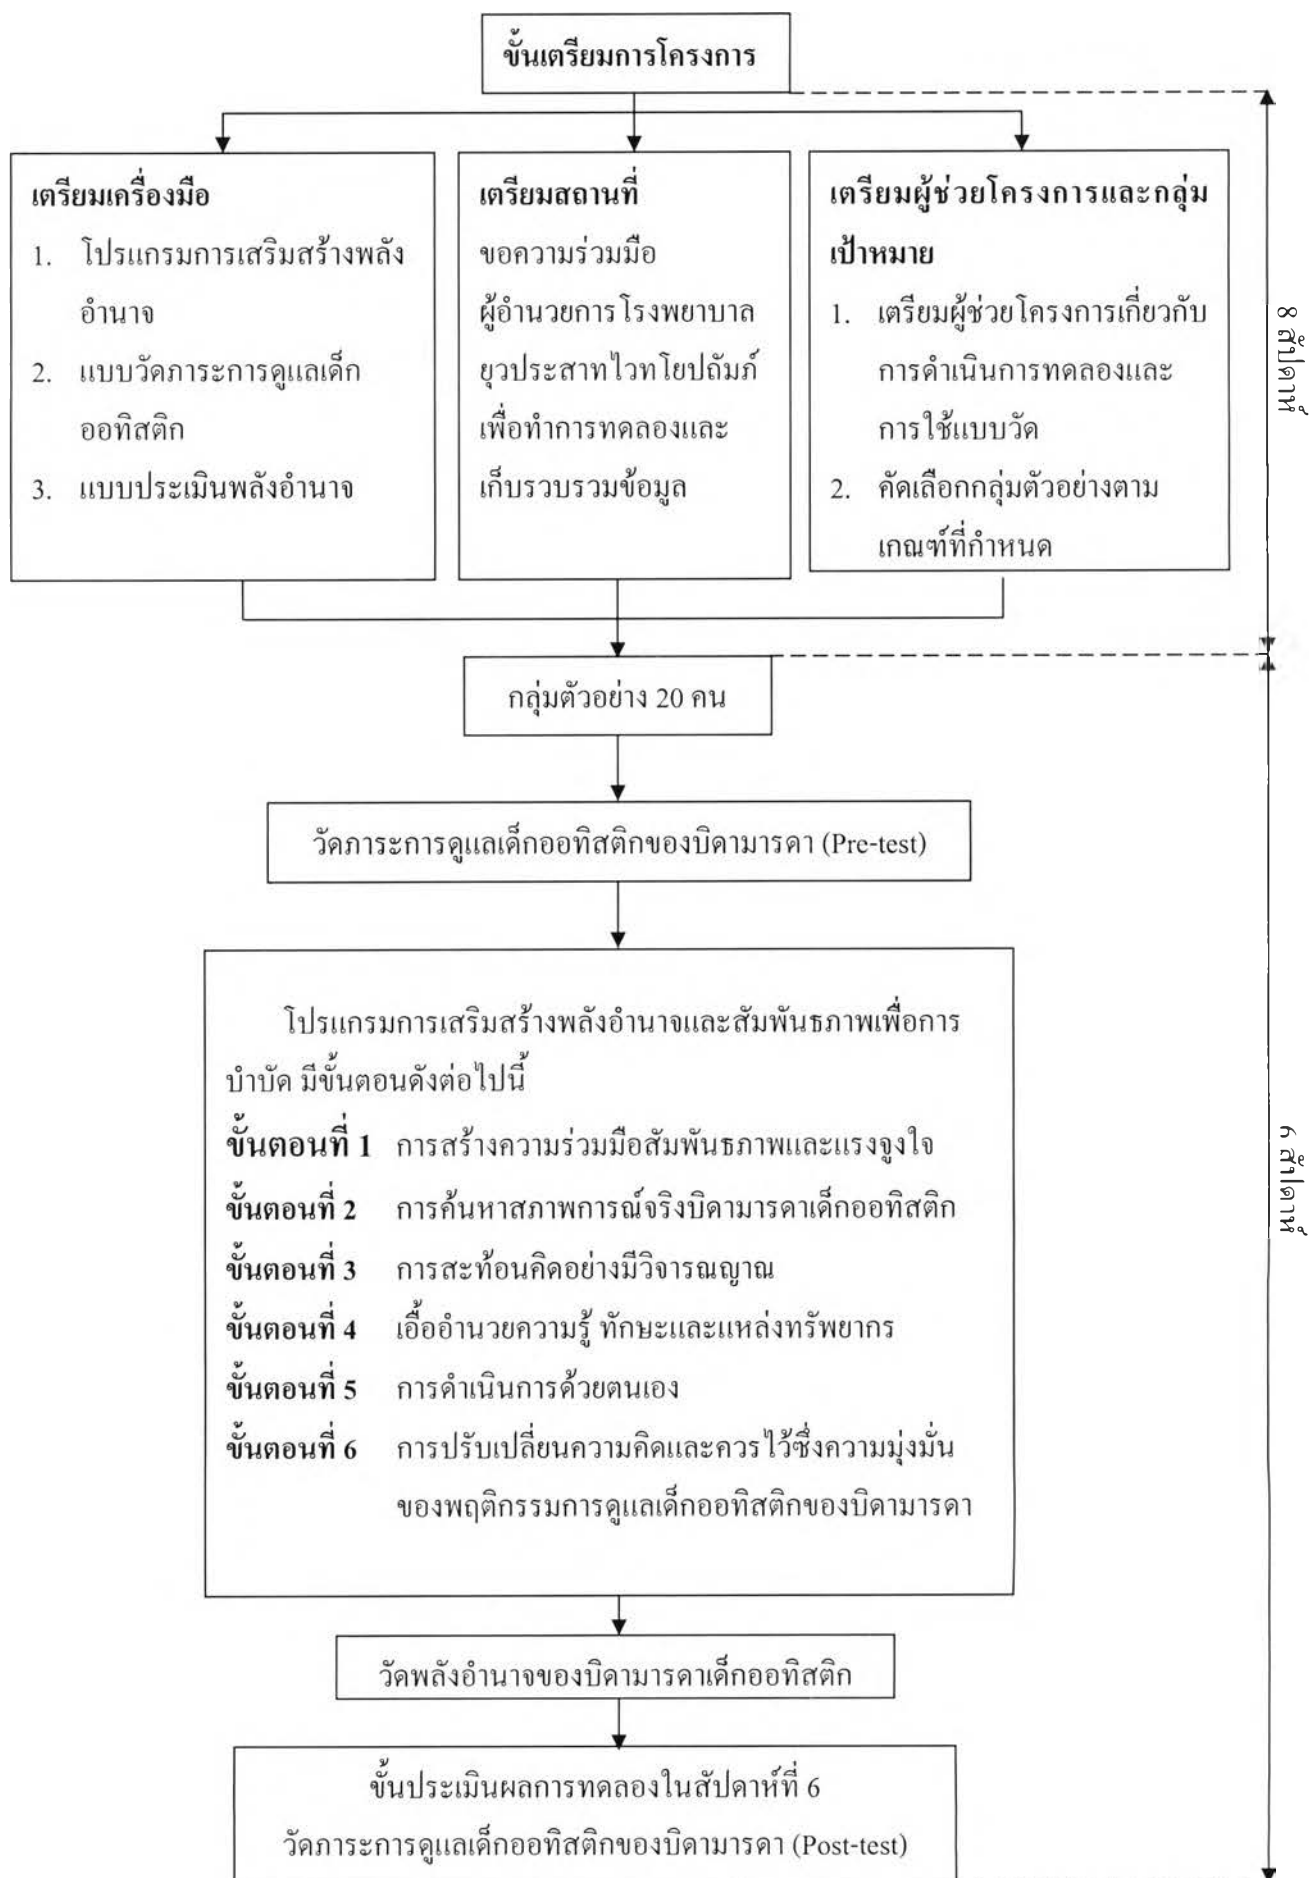 ขั้นเตรียมการโครงการ
เตรียมเครื่องมือ
1. โปรแกรมการเสริมสร้างพลัง
อำนาจ
2. แบบวัดภาระการดูแลเด็ก
ออทิสติก
3. แบบประเมินพลังอำนาจ
เตรียมสถานที่
ขอความร่วมมือ
ผู้อำนวยการโรงพยาบาล
ยุวประสาทไวทโยปถัมภ์
เพื่อทำการทดลองและ
เก็บรวบรวมข้อมูล
เตรียมผู้ช่วยโครงการและกลุ่ม
เป้าหมาย
1. เตรียมผู้ช่วยโครงการเกี่ยวกับ
การดำเนินการทดลองและ
การใช้แบบวัด
2. คัดเลือกกลุ่มตัวอย่างตาม
เกณฑ์ที่กำหนด
8 สัปดาห์
กลุ่มตัวอย่าง 20 คน
วัดภาระการดูแลเด็กออทิสติกของบิดามารดา (Pre-test)
โปรแกรมการเสริมสร้างพลังอำนาจและสัมพันธภาพเพื่อการ
บำบัด มีขั้นตอนดังต่อไปนี้
ขั้นตอนที่ 1 การสร้างความร่วมมือสัมพันธภาพและแรงจูงใจ
ขั้นตอนที่ 2 การค้นหาสภาพการณ์จริงบิดามารดาเด็กออทิสติก
ขั้นตอนที่ 3 การสะท้อนคิดอย่างมีวิจารณญาณ
ขั้นตอนที่ 4 เอื้ออำนวยความรู้ ทักษะและแหล่งทรัพยากร
ขั้นตอนที่ 5 การดำเนินการด้วยตนเอง
ขั้นตอนที่ 6 การปรับเปลี่ยนความคิดและควรไว้ซึ่งความมุ่งมั่น
ของพฤติกรรมการดูแลเด็กออทิสติกของบิดามารดา
6 สัปดาห์
วัดพลังอำนาจของบิดามารดาเด็กออทิสติก
ขั้นประเมินผลการทดลองในสัปดาห์ที่ 6
วัดภาระการดูแลเด็กออทิสติกของบิดามารดา (Post-test)